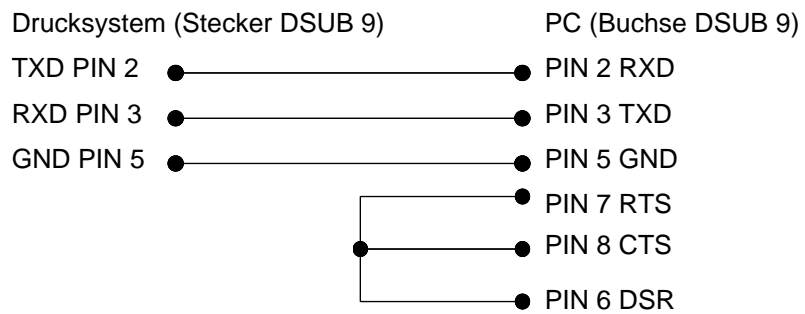 Drucksystem (Stecker DSUB 9) PC (Buchse DSUB 9)
TXD PIN 2 PIN 2 RXD
RXD PIN 3 PIN 3 TXD
GND PIN 5 PIN 5 GND
PIN 7 RTS
PIN 8 CTS
PIN 6 DSR